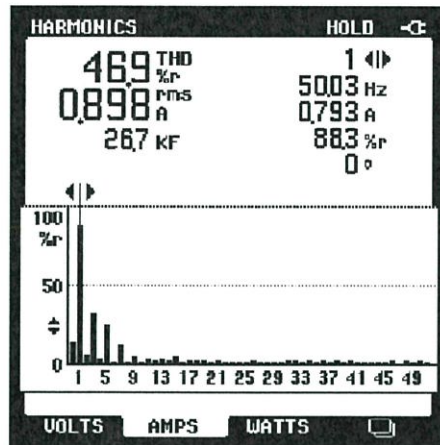 HARMONICS HOLD
46.9 THD %r
0.898 rms A
26.7 KF
1
50.03 Hz
0.793 A
88.3 %r
0 °
100
%r
50
0
1 5 9 13 17 21 25 29 33 37 41 45 49
VOLTS AMPS WATTS